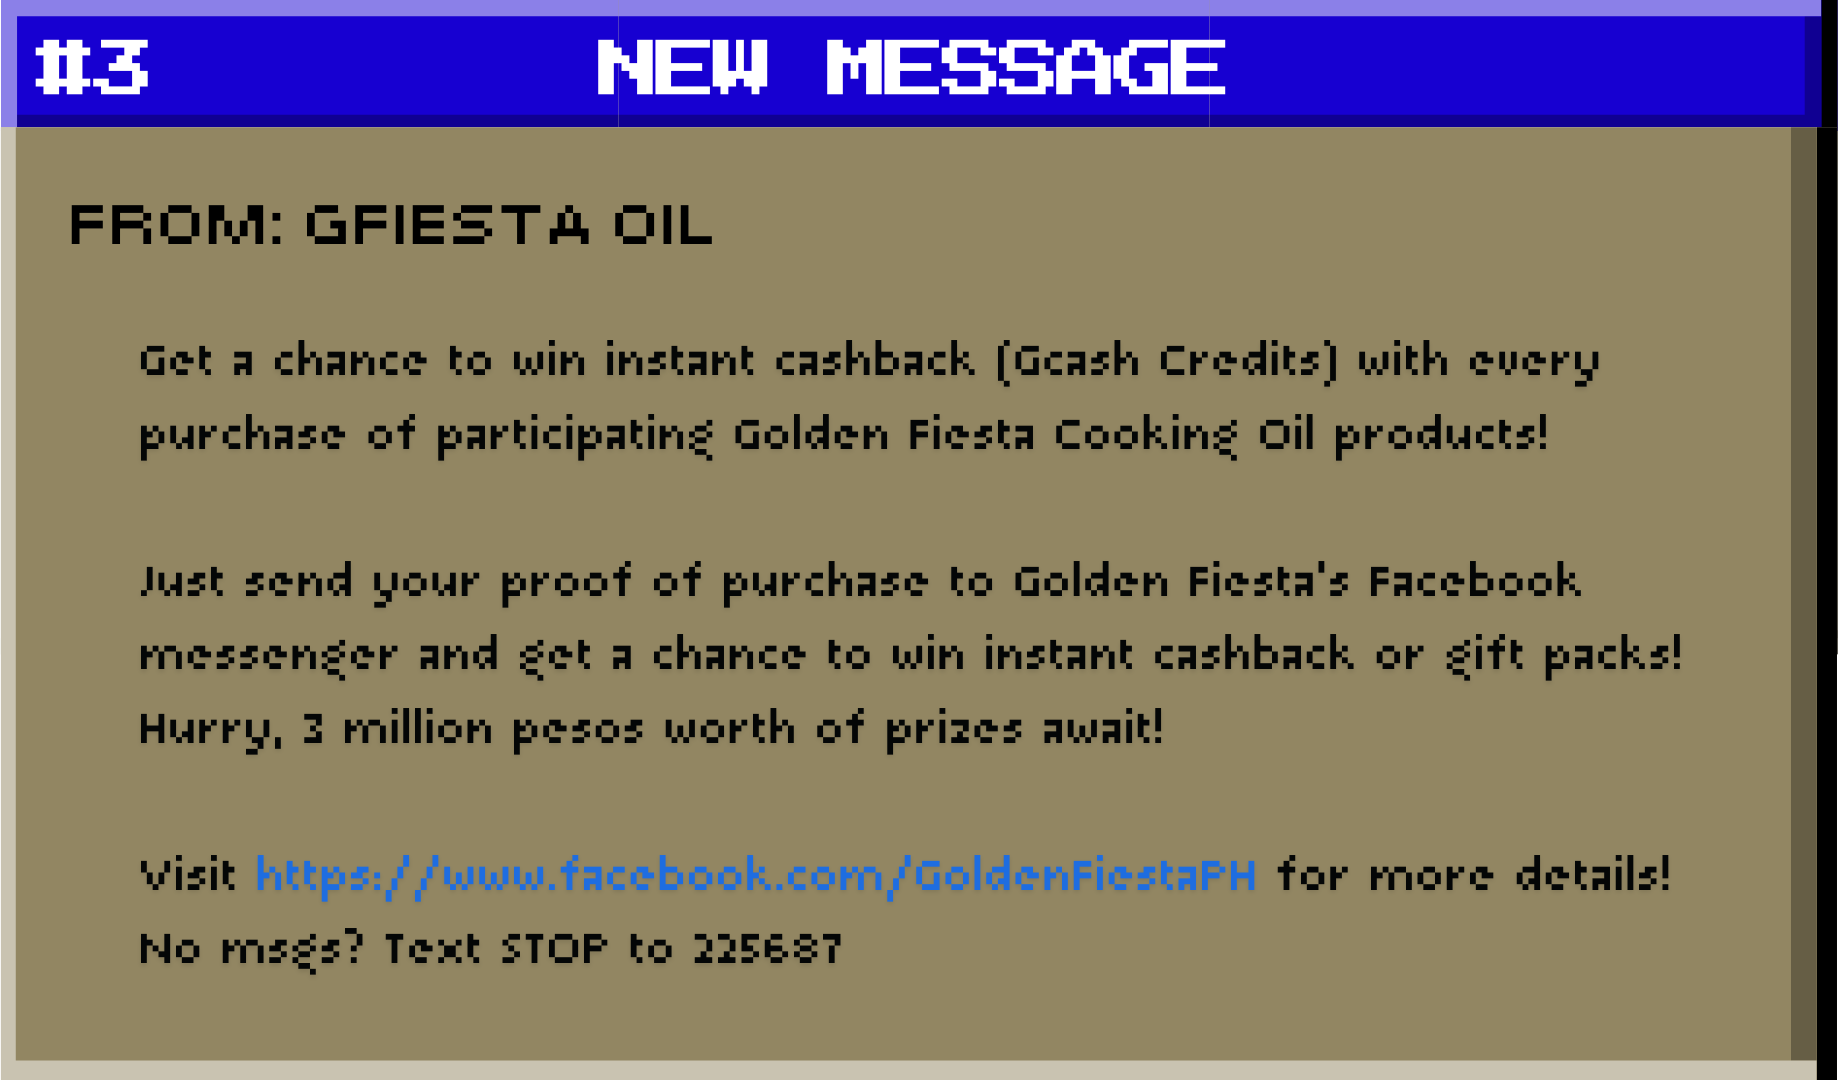 #3 NEW MESSAGE
FROM: GFIESTA OIL
Get a chance to win instant cashback (Gcash Credits) with every
purchase of participating Golden Fiesta Cooking Oil products!
Just send your proof of purchase to Golden Fiesta's Facebook
messenger and get a chance to win instant cashback or gift packs!
Hurry, 3 million pesos worth of prizes await!
Visit https://www.facebook.com/GoldenFiestaPH for more details!
No msgs? Text STOP to 225687